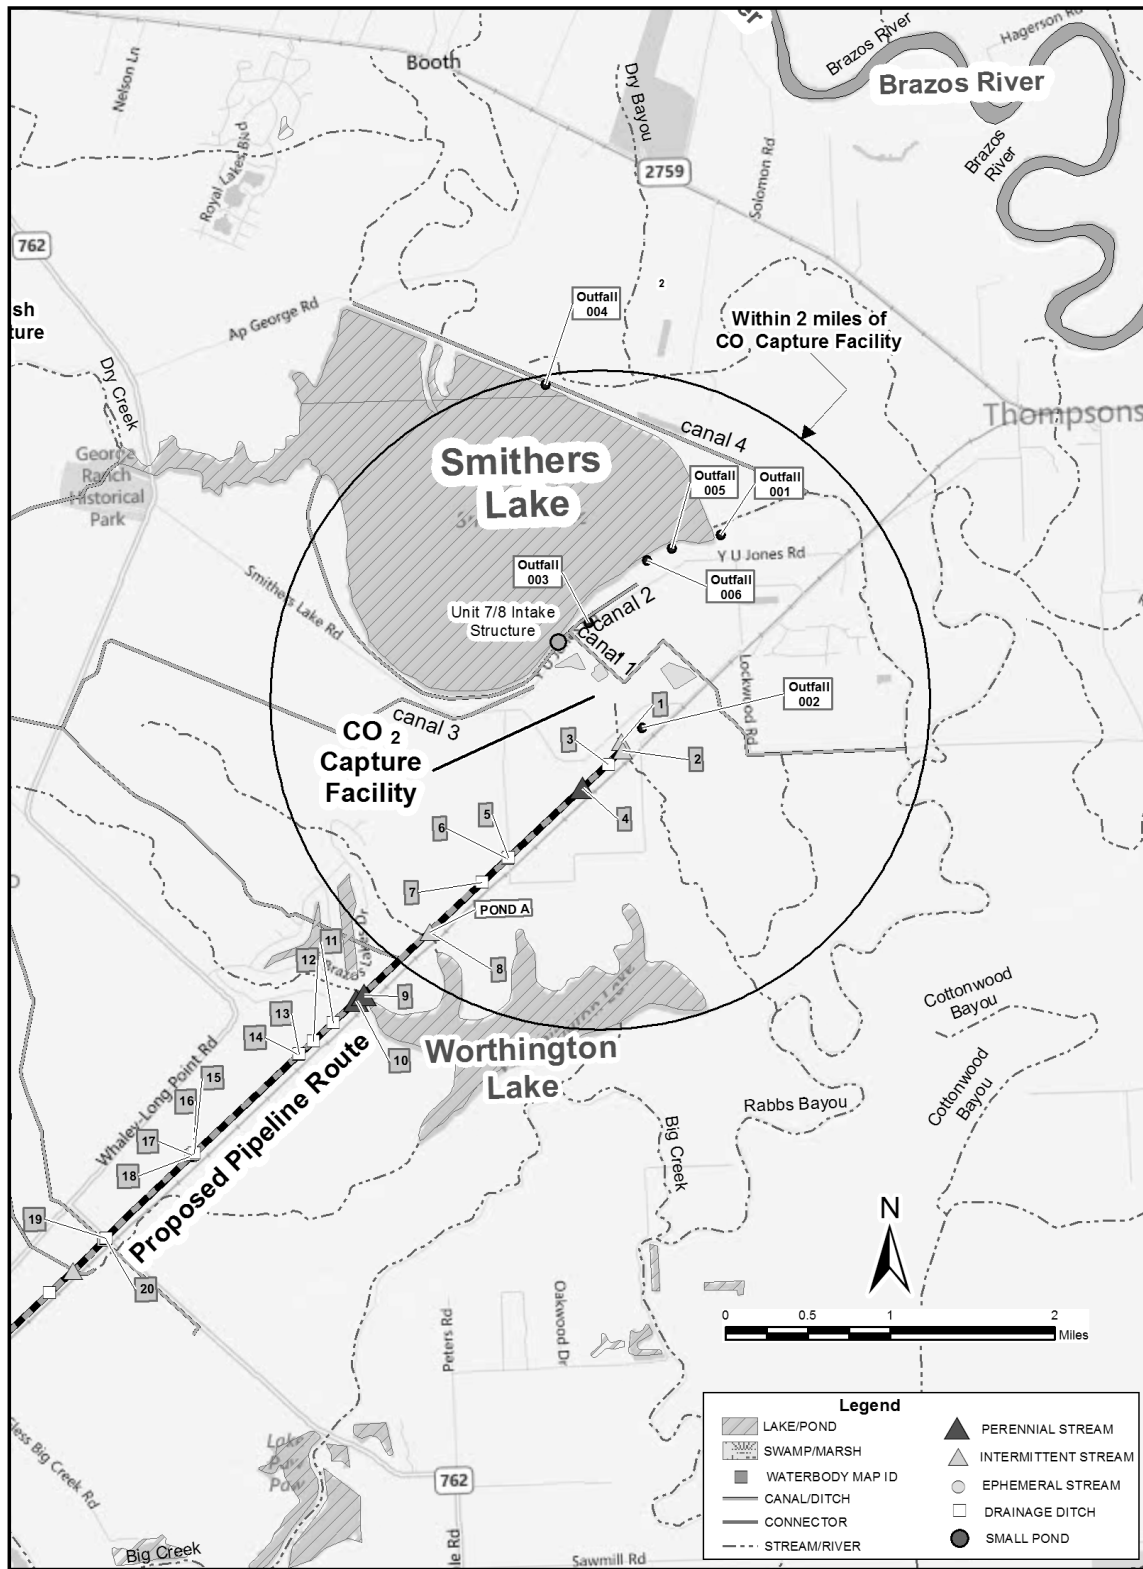 Booth
Nelson Ln
Royal Lakes Blvd
Dry Bayou
2759
Solomon Rd
Brazos River
Hagerson Rd
Brazos River
Brazos
River
762
Ap George Rd
Dry Creek
2
Outfall
004
Within 2 miles of
CO Capture Facility
Thompsons
George
Ranch
Historical
Park
Smithers
Lake
canal 4
Outfall
005
Outfall
001
Y U Jones Rd
Outfall
003
Outfall
006
Smithers Lake Rd
Unit 7/8 Intake
Structure
canal 2
canal 1
Lockwood Rd
Outfall
002
canal 3
CO 2
Capture
Facility
1
2
3
4
5
6
7
POND A
8
9
10
11
12
13
14
15
16
17
18
19
20
Brazos Lakes Dr
Worthington
Lake
Proposed Pipeline Route
Whaley-Long Point Rd
Cottonwood
Bayou
Cottonwood
Bayou
Rabbs Bayou
Big Creek
N
0 0.5 1 2
Miles
Oakwood Dr
Peters Rd
Lake
Paw
Paw
762
Big Creek Rd
Big Creek
Sawmill Rd
Legend
LAKE/POND
SWAMP/MARSH
WATERBODY MAP ID
CANAL/DITCH
CONNECTOR
STREAM/RIVER
PERENNIAL STREAM
INTERMITTENT STREAM
EPHEMERAL STREAM
DRAINAGE DITCH
SMALL POND